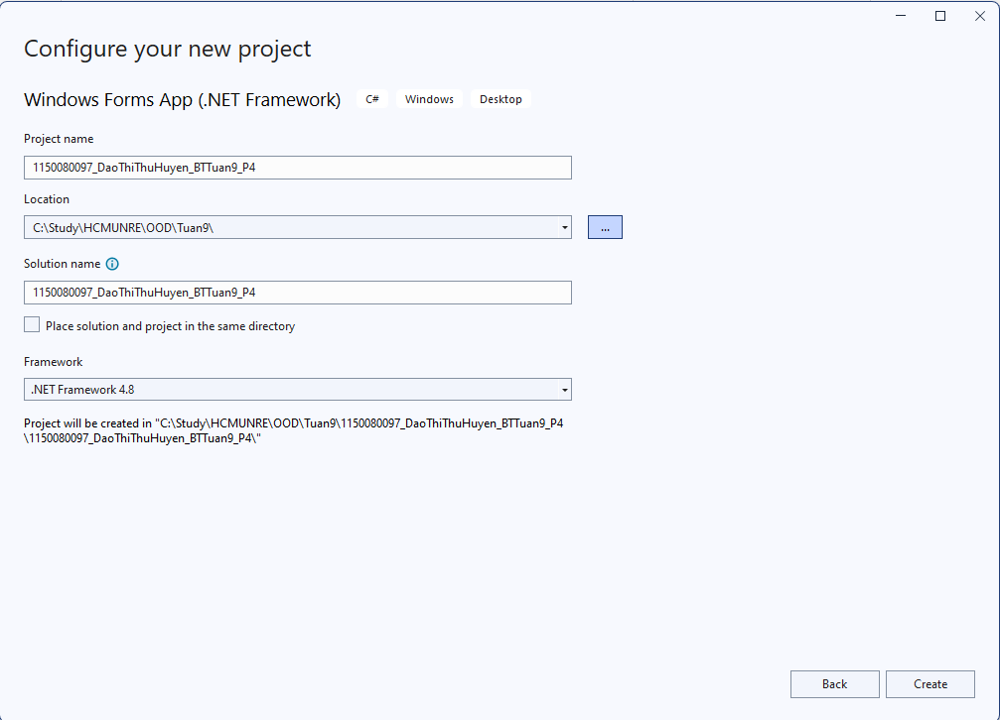 Configure your new project
Windows Forms App (.NET Framework) C# Windows Desktop
Project name
1150080097_DaoThiThuHuyen_BTTuan9_P4
Location
C:\Study\HCMUNRE\OOD\Tuan9\
...
Solution name
1150080097_DaoThiThuHuyen_BTTuan9_P4
Place solution and project in the same directory
Framework
.NET Framework 4.8
Project will be created in "C:\Study\HCMUNRE\OOD\Tuan9\1150080097_DaoThiThuHuyen_BTTuan9_P4
\1150080097_DaoThiThuHuyen_BTTuan9_P4\"
Back Create